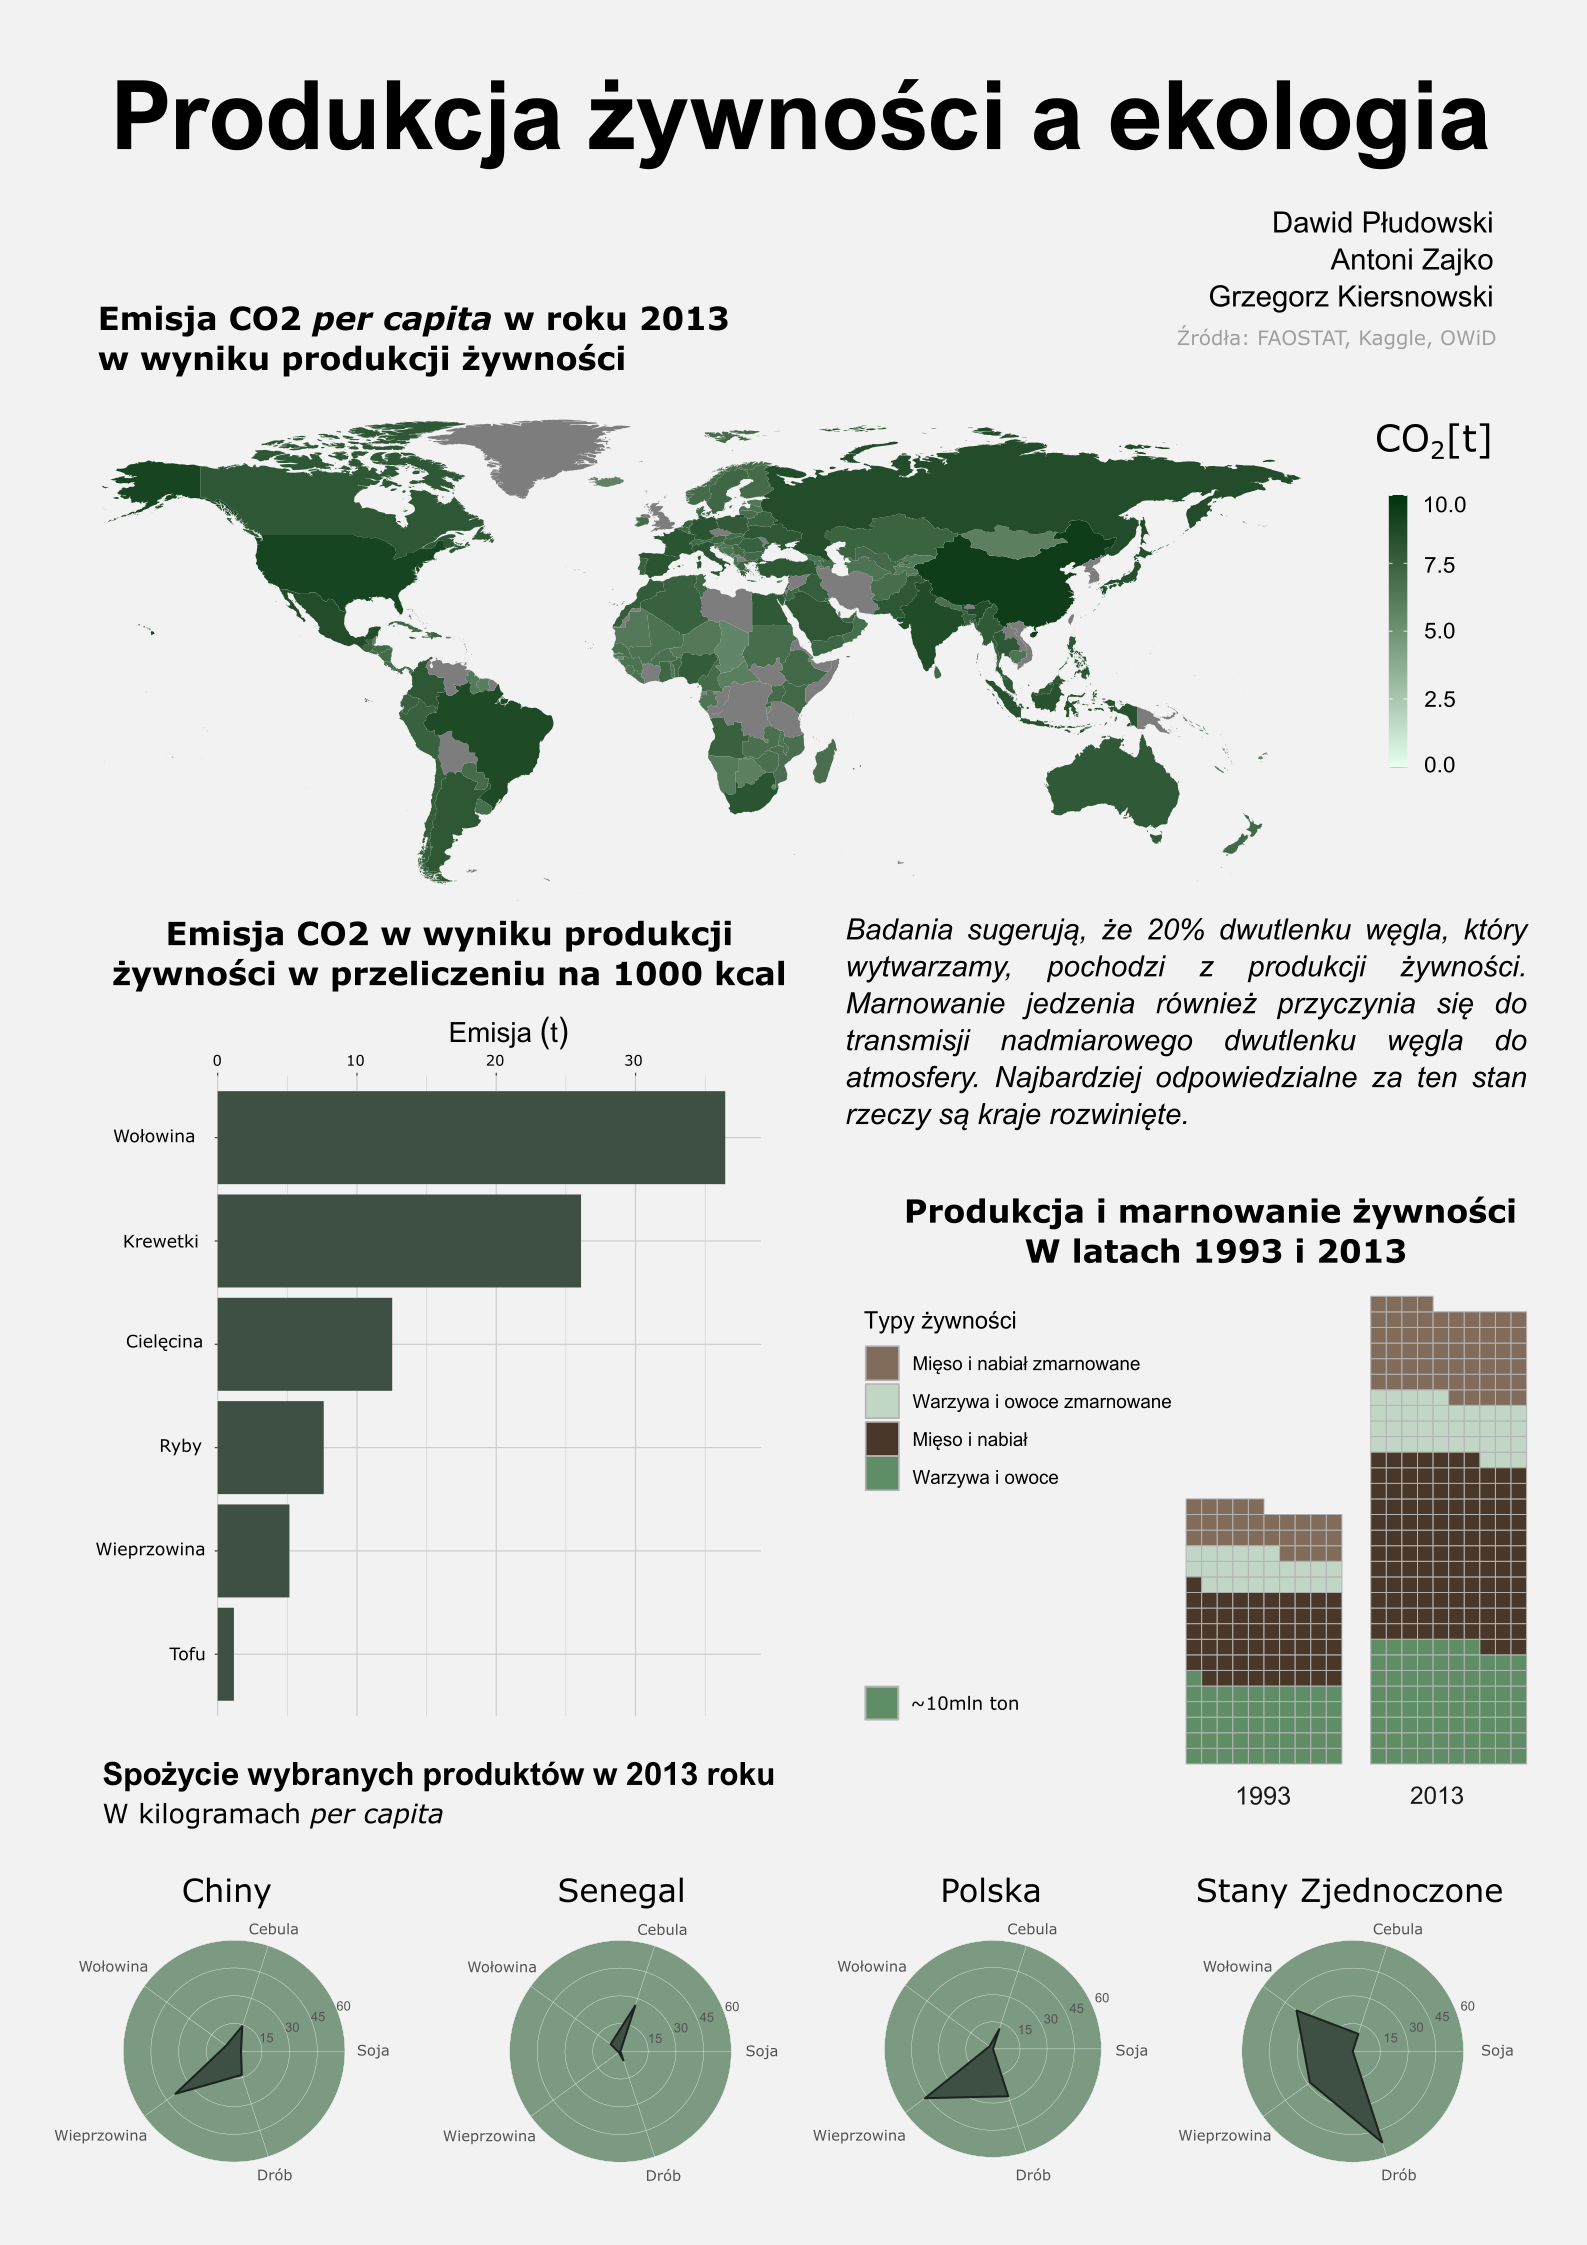 Produkcja żywności a ekologia
Dawid Płudowski
Antoni Zajko
Grzegorz Kiersnowski
Źródła: FAOSTAT, Kaggle, OWiD
Emisja CO2 per capita w roku 2013
w wyniku produkcji żywności
CO₂[t]
10.0
7.5
5.0
2.5
0.0
Emisja CO2 w wyniku produkcji
żywności w przeliczeniu na 1000 kcal
Emisja (t)
0 10 20 30
Wołowina
Krewetki
Cielęcina
Ryby
Wieprzowina
Tofu
Badania sugerują, że 20% dwutlenku węgla, który
wytwarzamy, pochodzi z produkcji żywności.
Marnowanie jedzenia również przyczynia się do
transmisji nadmiarowego dwutlenku węgla do
atmosfery. Najbardziej odpowiedzialne za ten stan
rzeczy są kraje rozwinięte.
Produkcja i marnowanie żywności
W latach 1993 i 2013
Typy żywności
Mięso i nabiał zmarnowane
Warzywa i owoce zmarnowane
Mięso i nabiał
Warzywa i owoce
~10mln ton
1993 2013
Spożycie wybranych produktów w 2013 roku
W kilogramach per capita
Chiny
Cebula
Wołowina
15 30 45 60
Soja
Wieprzowina
Drób
Senegal
Cebula
Wołowina
15 30 45 60
Soja
Wieprzowina
Drób
Polska
Cebula
Wołowina
15 30 45 60
Soja
Wieprzowina
Drób
Stany Zjednoczone
Cebula
Wołowina
15 30 45 60
Soja
Wieprzowina
Drób